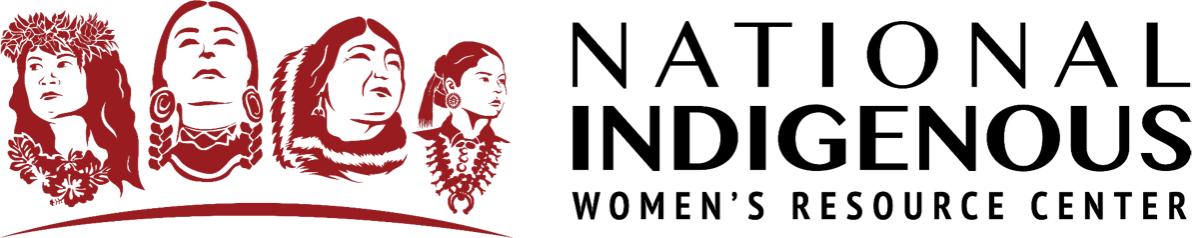 NATIONAL
INDIGENOUS
WOMEN'S RESOURCE CENTER